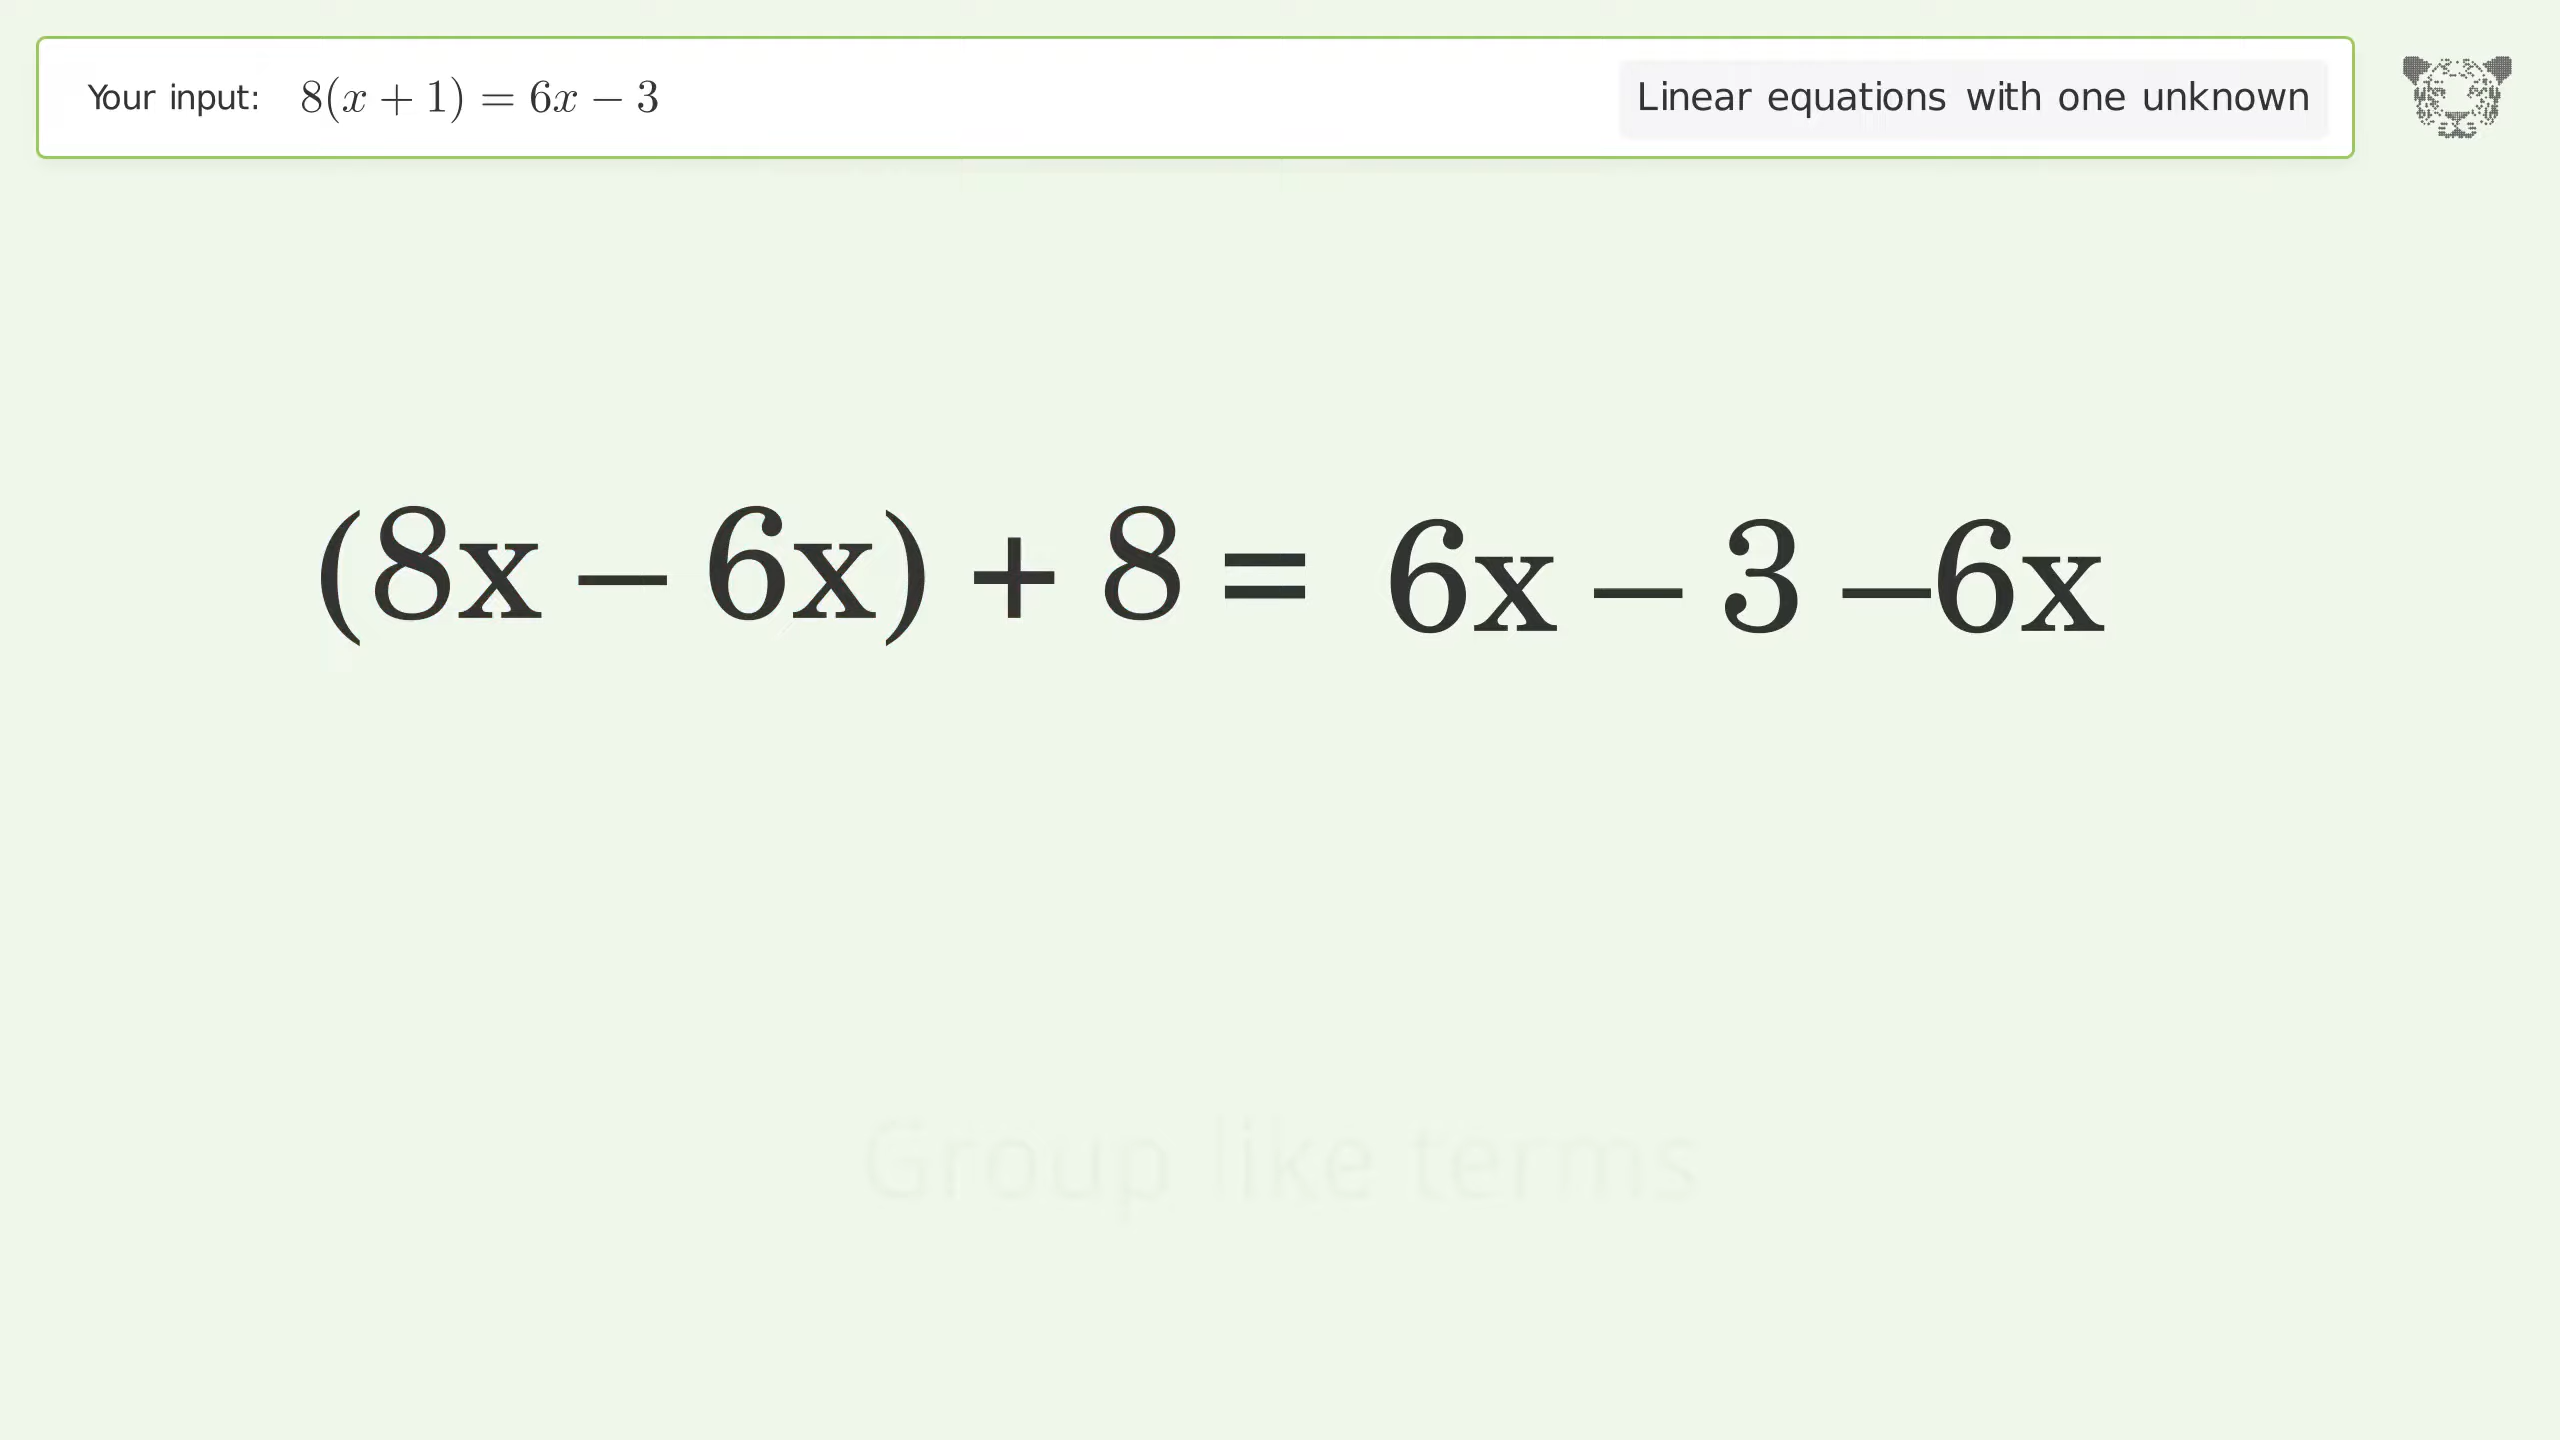 Your input: 8(x + 1) = 6x − 3
Linear equations with one unknown
(8x − 6x) + 8 = 6x − 3 −6x
Group like terms